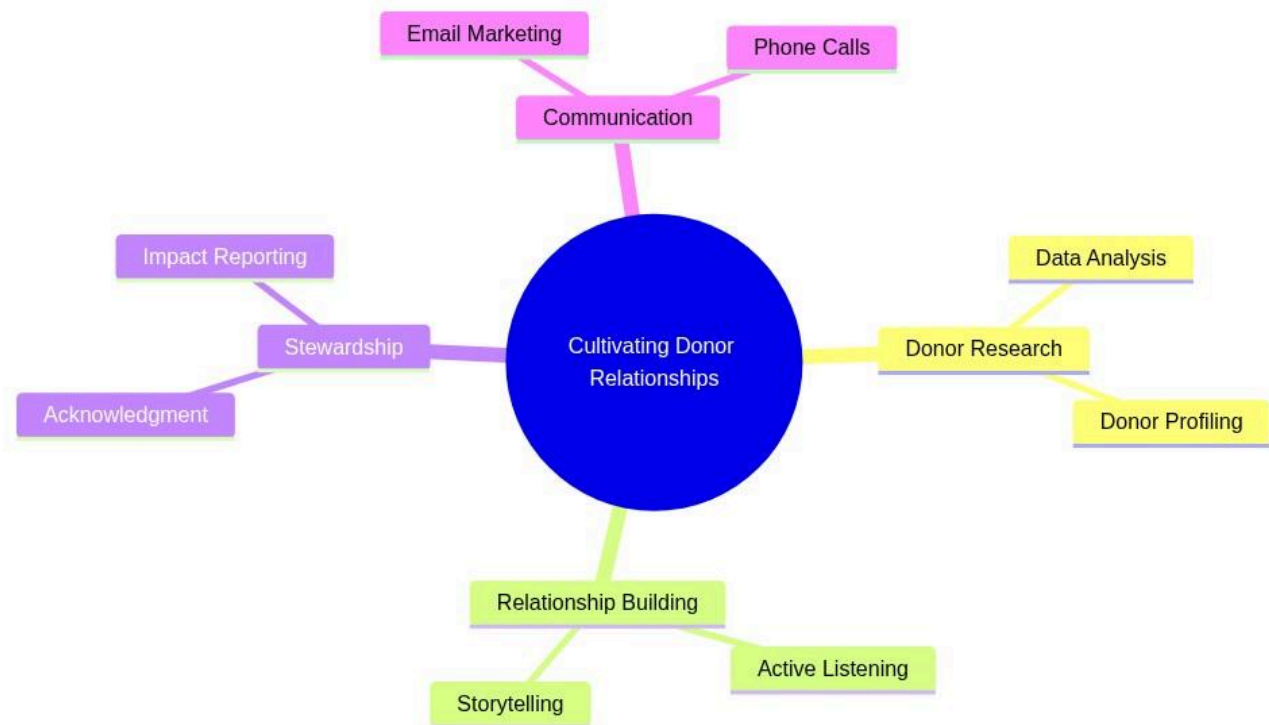 Email Marketing
Phone Calls
Communication
Impact Reporting
Data Analysis
Stewardship
Cultivating Donor
Relationships
Donor Research
Acknowledgment
Donor Profiling
Relationship Building
Active Listening
Storytelling